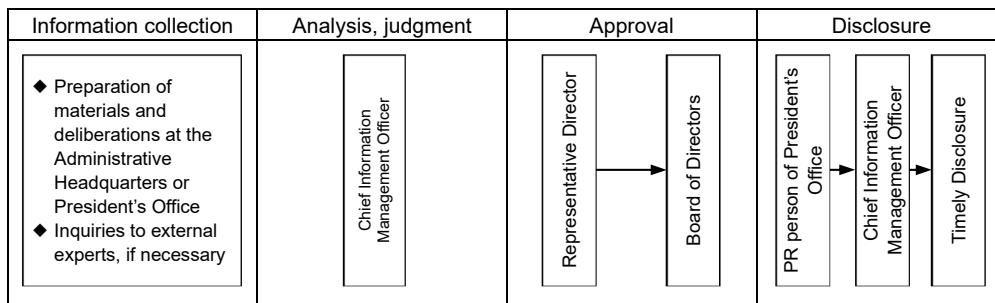 Information collection
Analysis, judgment
Approval
Disclosure
◆ Preparation of
materials and
deliberations at the
Administrative
Headquarters or
President's Office
◆ Inquiries to external
experts, if necessary
Chief Information
Management Officer
Representative Director
Board of Directors
PR person of President's
Office
Chief Information
Management Officer
Timely Disclosure